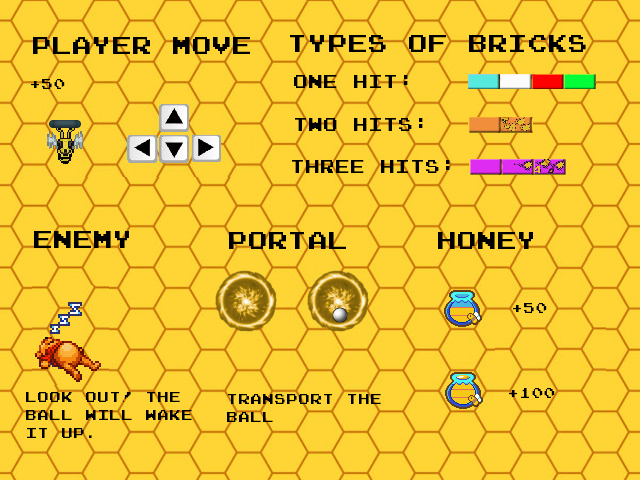 PLAYER MOVE
TYPES OF BRICKS
+50
ONE HIT:
TWO HITS:
THREE HITS:
ENEMY
PORTAL
HONEY
ZZZ
+50
+100
LOOK OUT! THE
BALL WILL WAKE
IT UP.
TRANSPORT THE
BALL